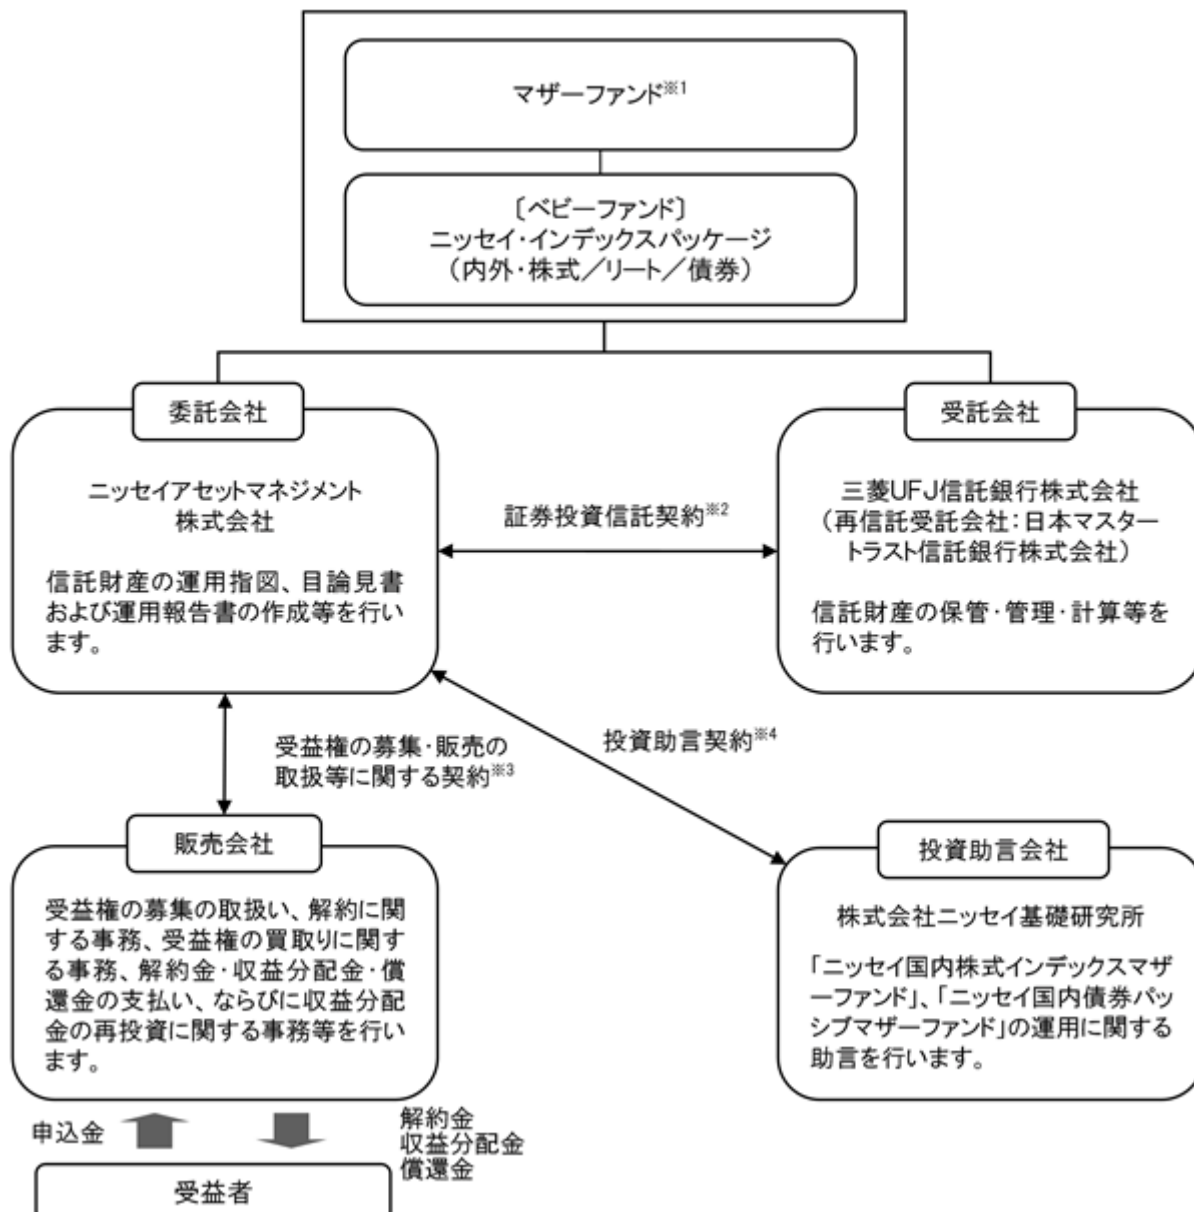 マザーファンド※1
〔ベビーファンド〕
ニッセイ・インデックスパッケージ
（内外・株式／リート／債券）
委託会社
ニッセイアセットマネジメント
株式会社
信託財産の運用指図、目論見書
および運用報告書の作成等を行い
ます。
受託会社
三菱UFJ信託銀行株式会社
（再信託受託会社：日本マスター
トラスト信託銀行株式会社）
信託財産の保管・管理・計算等を
行います。
証券投資信託契約※2
受益権の募集・販売の
取扱等に関する契約※3
投資助言契約※4
販売会社
受益権の募集の取扱い、解約に関
する事務、受益権の買取りに関す
る事務、解約金・収益分配金・償
還金の支払い、ならびに収益分配
金の再投資に関する事務等を行い
ます。
投資助言会社
株式会社ニッセイ基礎研究所
「ニッセイ国内株式インデックスマザ
ーファンド」、「ニッセイ国内債券パッ
シブマザーファンド」の運用に関する
助言を行います。
申込金
解約金
収益分配金
償還金
受益者